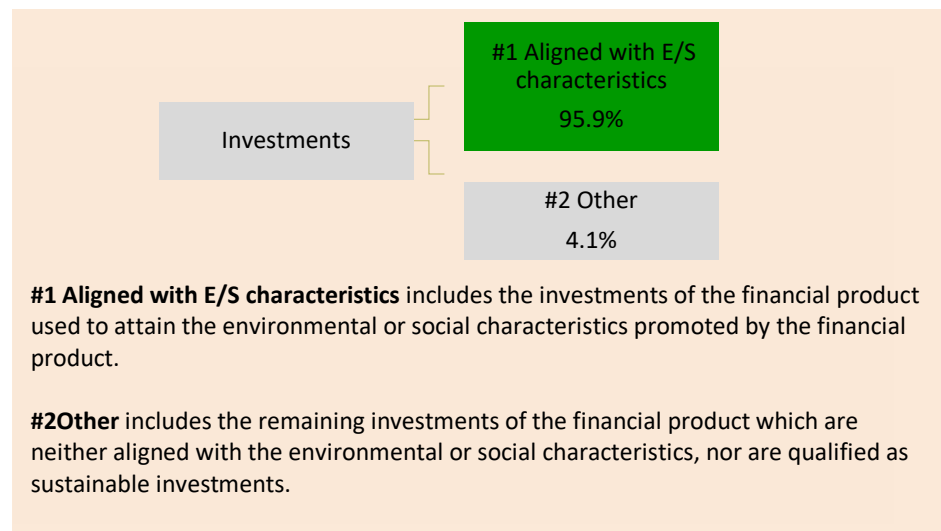 #1 Aligned with E/S
characteristics
95.9%
Investments
#2 Other
4.1%
#1 Aligned with E/S characteristics includes the investments of the financial product
used to attain the environmental or social characteristics promoted by the financial
product.
#2Other includes the remaining investments of the financial product which are
neither aligned with the environmental or social characteristics, nor are qualified as
sustainable investments.